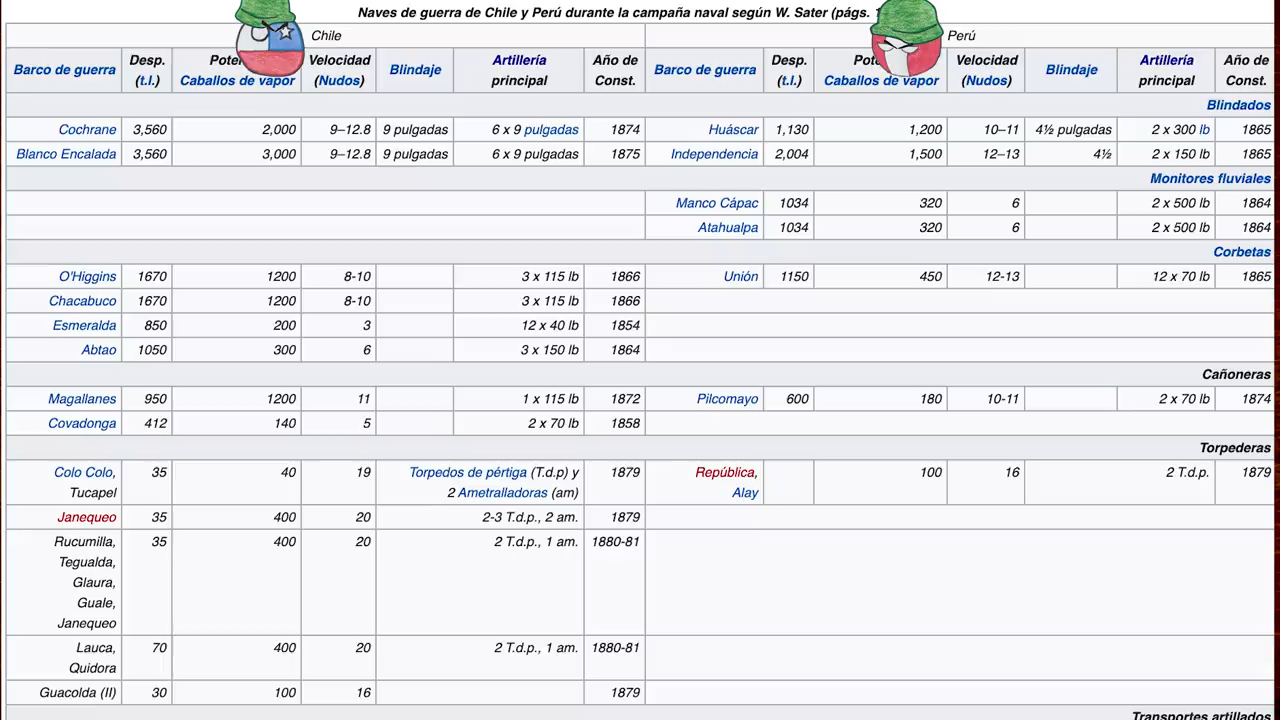 Naves de guerra de Chile y Perú durante la campaña naval según W. Sater (págs.
Chile Perú
Barco de guerra Desp. (t.l.) Caballos de vapor Velocidad (Nudos) Blindaje Artillería principal Año de Const. Barco de guerra Desp. (t.l.) Caballos de vapor Velocidad (Nudos) Blindaje Artillería principal Año de Const.
Blindados
Cochrane 3,560 2,000 9–12.8 9 pulgadas 6 x 9 pulgadas 1874 Huáscar 1,130 1,200 10–11 4½ pulgadas 2 x 300 lb 1865
Blanco Encalada 3,560 3,000 9–12.8 9 pulgadas 6 x 9 pulgadas 1875 Independencia 2,004 1,500 12–13 4½ 2 x 150 lb 1865
Monitores fluviales
Manco Cápac 1034 320 6 2 x 500 lb 1864
Atahualpa 1034 320 6 2 x 500 lb 1864
Corbetas
O'Higgins 1670 1200 8-10 3 x 115 lb 1866 Unión 1150 450 12-13 12 x 70 lb 1865
Chacabuco 1670 1200 8-10 3 x 115 lb 1866
Esmeralda 850 200 3 12 x 40 lb 1854
Abtao 1050 300 6 3 x 150 lb 1864
Cañoneras
Magallanes 950 1200 11 1 x 115 lb 1872 Pilcomayo 600 180 10-11 2 x 70 lb 1874
Covadonga 412 140 5 2 x 70 lb 1858
Torpederas
Colo Colo, 35 40 19 Torpedos de pértiga (T.d.p) y 1879 República, 100 16 2 T.d.p. 1879
Tucapel 2 Ametralladoras (am) Alay
Janequeo 35 400 20 2-3 T.d.p., 2 am. 1879
Rucumilla, 35 400 20 2 T.d.p., 1 am. 1880-81
Tegualda,
Glaura,
Guale,
Janequeo
Lauca, 70 400 20 2 T.d.p., 1 am. 1880-81
Quidora
Guacolda (II) 30 100 16 1879
Transportes artillados